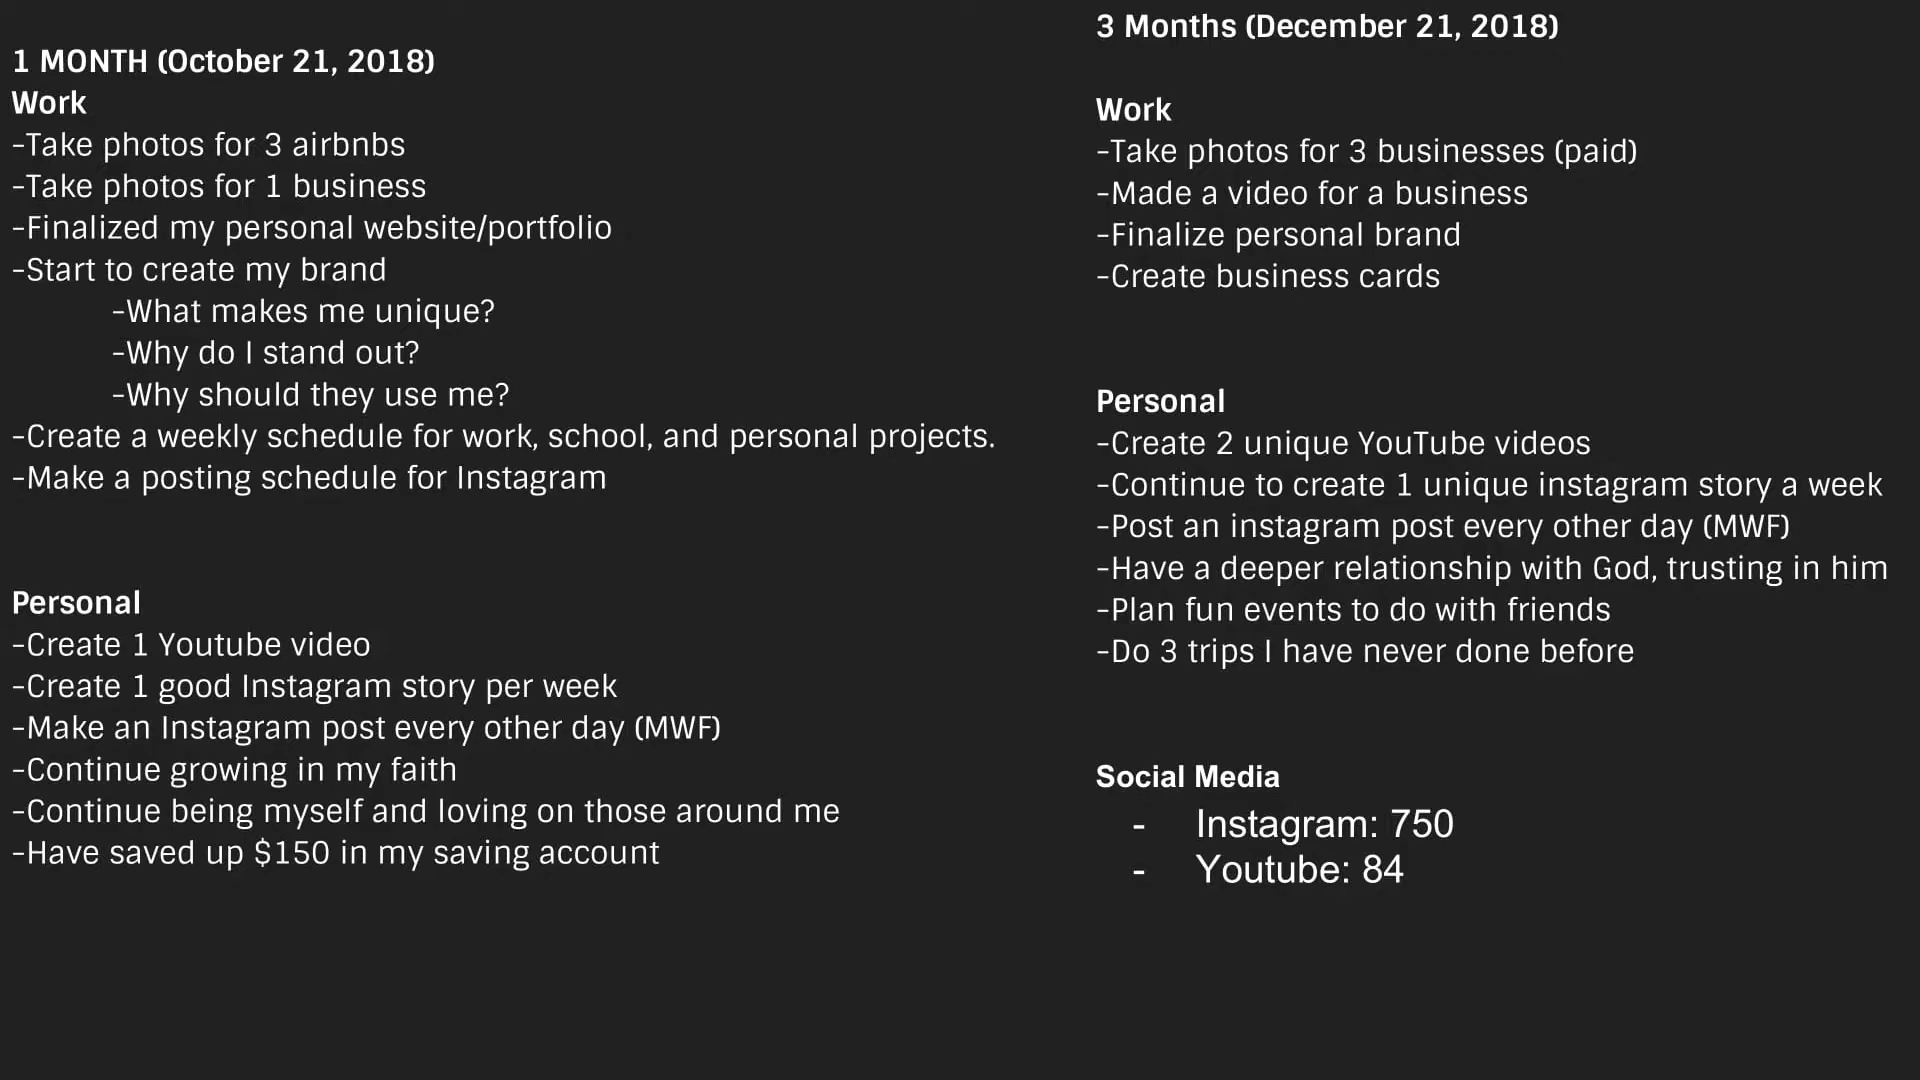 1 MONTH (October 21, 2018)
Work
-Take photos for 3 airbnbs
-Take photos for 1 business
-Finalized my personal website/portfolio
-Start to create my brand
-What makes me unique?
-Why do I stand out?
-Why should they use me?
-Create a weekly schedule for work, school, and personal projects.
-Make a posting schedule for Instagram
Personal
-Create 1 Youtube video
-Create 1 good Instagram story per week
-Make an Instagram post every other day (MWF)
-Continue growing in my faith
-Continue being myself and loving on those around me
-Have saved up $150 in my saving account
3 Months (December 21, 2018)
Work
-Take photos for 3 businesses (paid)
-Made a video for a business
-Finalize personal brand
-Create business cards
Personal
-Create 2 unique YouTube videos
-Continue to create 1 unique instagram story a week
-Post an instagram post every other day (MWF)
-Have a deeper relationship with God, trusting in him
-Plan fun events to do with friends
-Do 3 trips I have never done before
Social Media
- Instagram: 750
- Youtube: 84